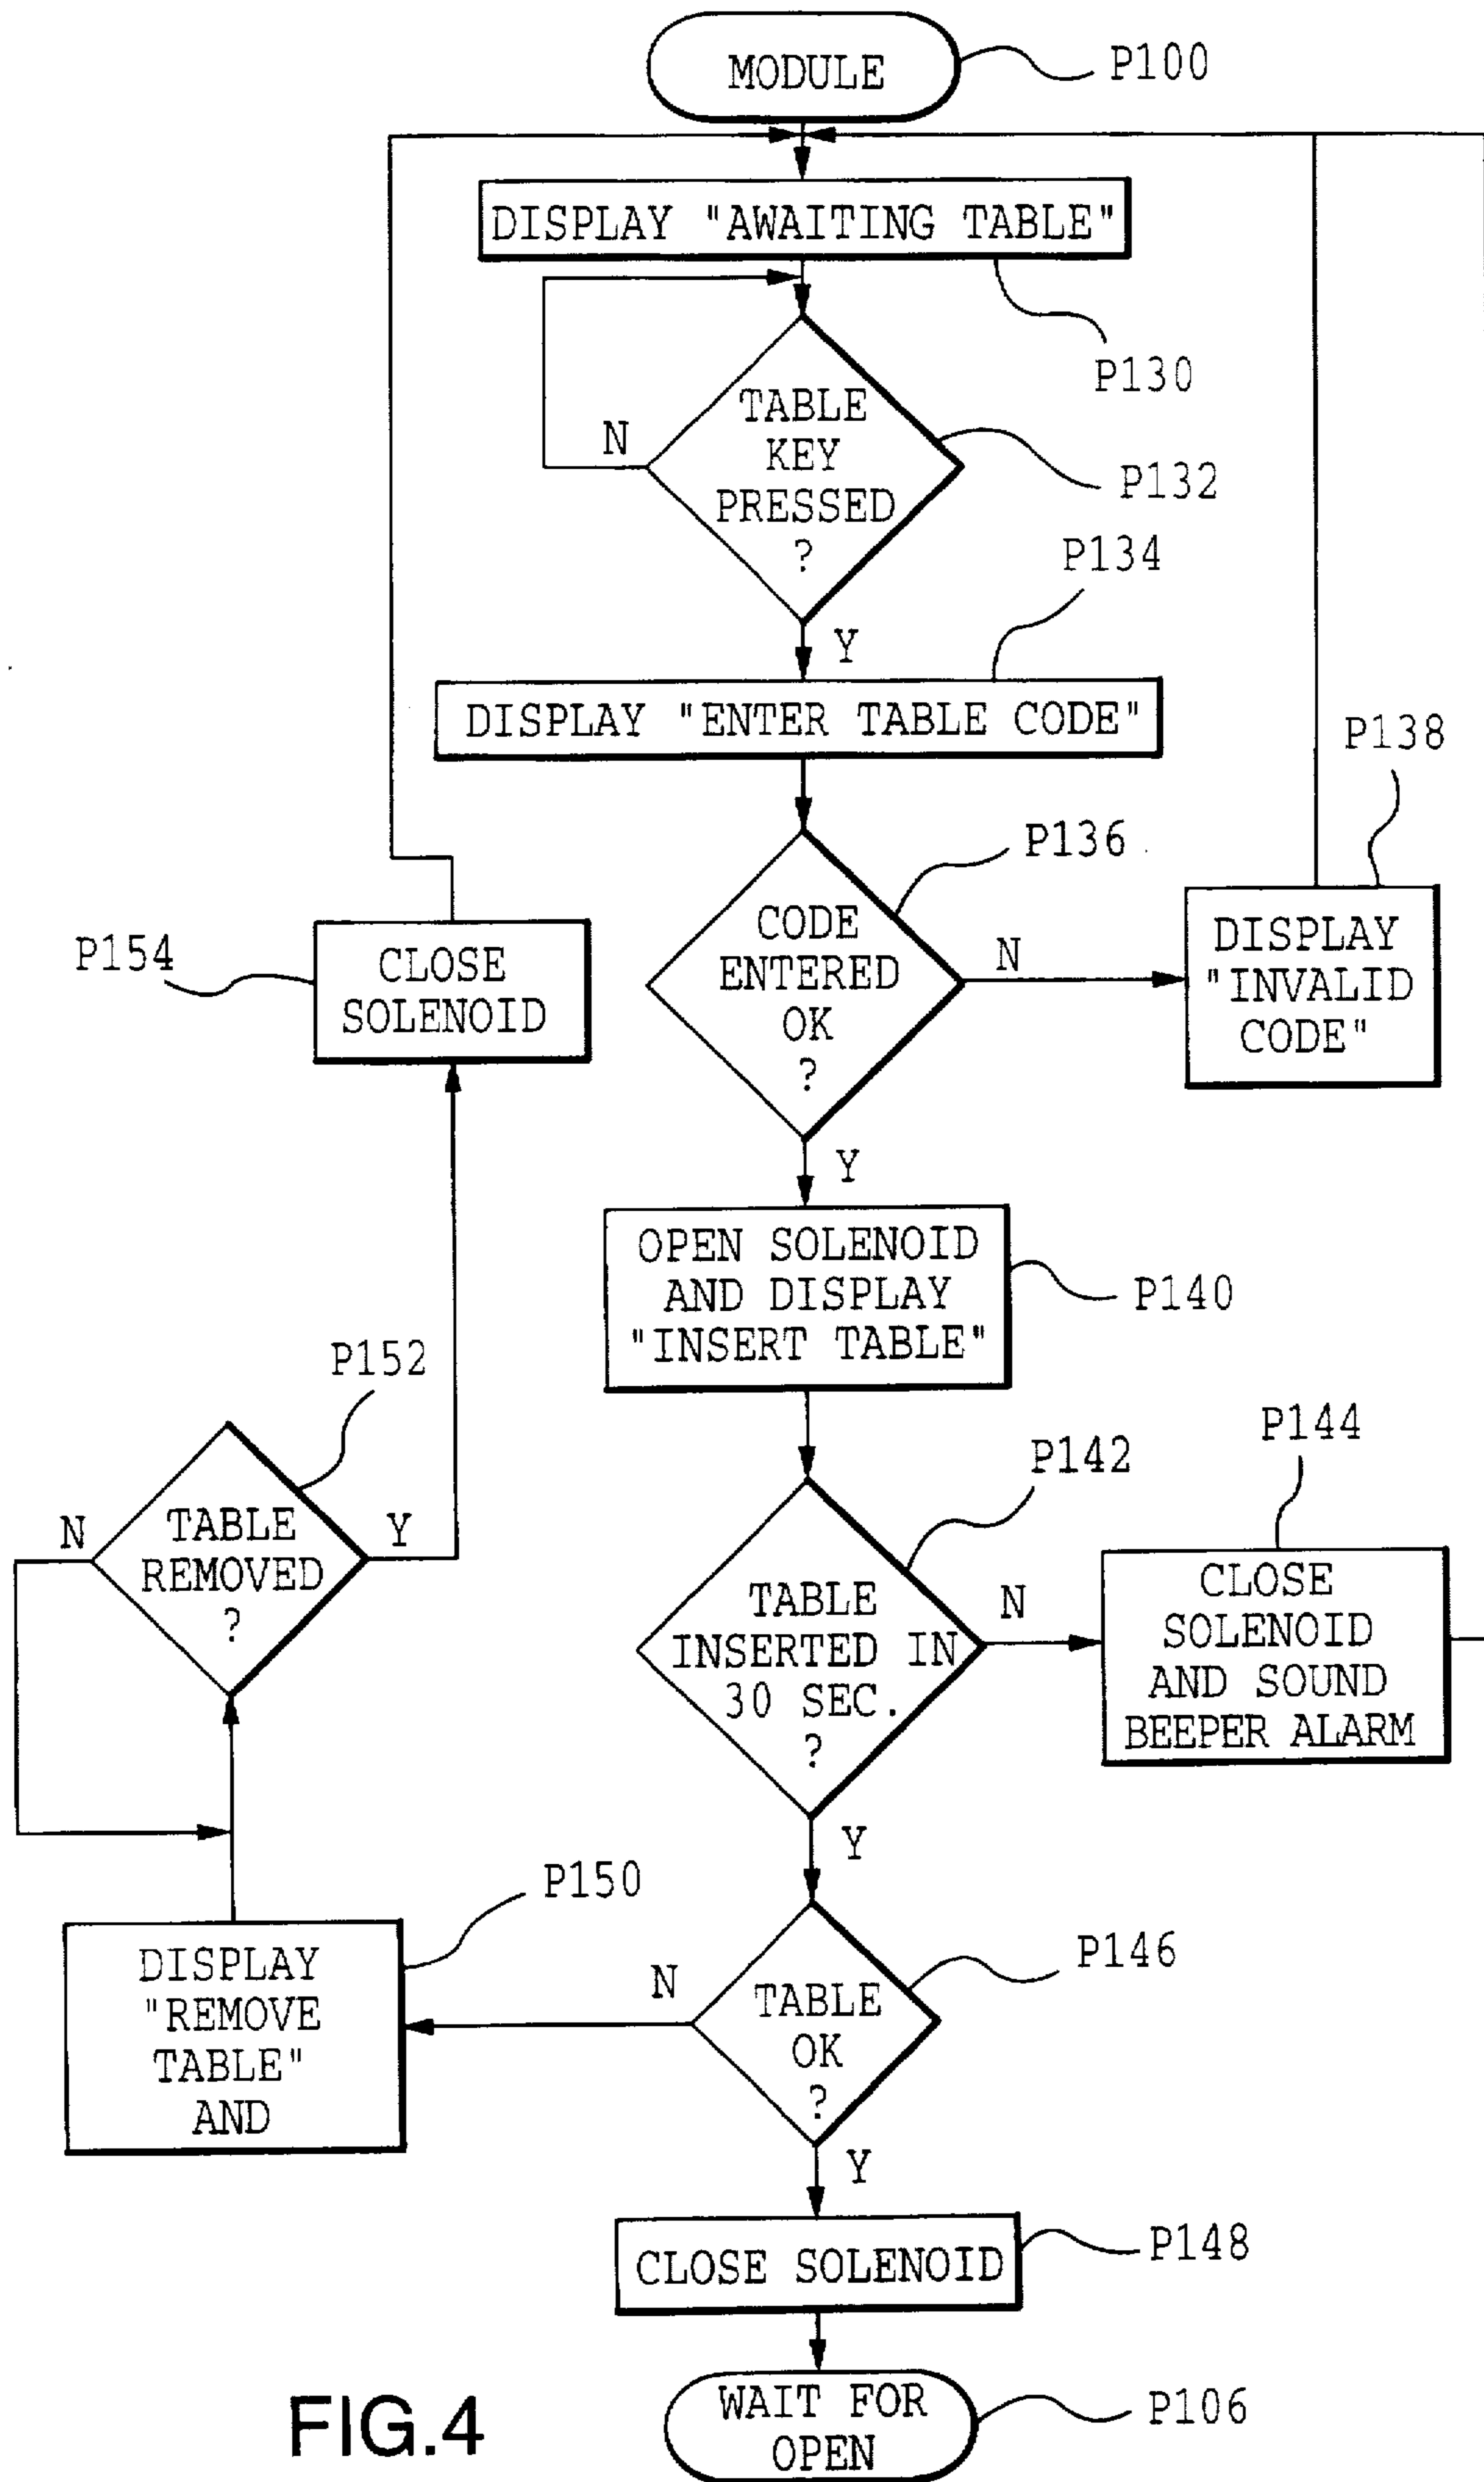 MODULE
P100
DISPLAY "AWAITING TABLE"
P130
TABLE
KEY
PRESSED
?
N
P132
Y
P134
DISPLAY "ENTER TABLE CODE"
P136
CODE
ENTERED
OK
?
N
P138
DISPLAY
"INVALID
CODE"
P154
CLOSE
SOLENOID
Y
OPEN SOLENOID
AND DISPLAY
"INSERT TABLE"
P140
P152
N
TABLE
REMOVED
?
Y
P142
TABLE
INSERTED IN
30 SEC.
?
N
P144
CLOSE
SOLENOID
AND SOUND
BEEPER ALARM
Y
P150
DISPLAY
"REMOVE
TABLE"
AND
N
TABLE
OK
?
P146
Y
CLOSE SOLENOID
P148
WAIT FOR
OPEN
P106
FIG.4